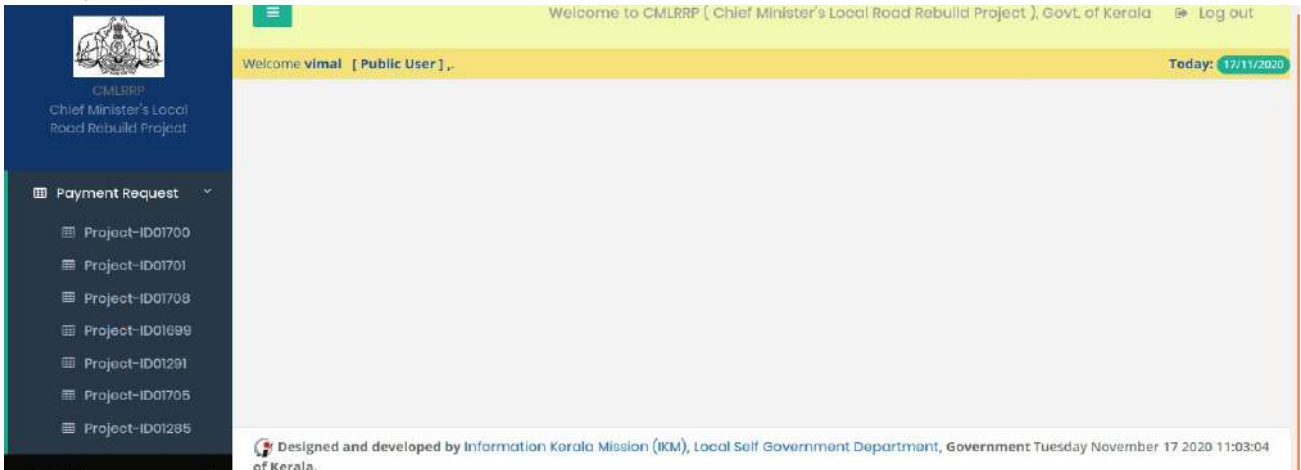 Welcome to CMLRRP ( Chief Minister's Local Road Rebuild Project ), Govt. of Kerala Log out
Welcome vimal [ Public User ] ,. Today: 17/11/2020
CMLRRP
Chief Minister's Local
Road Rebuild Project
Payment Request
Project-ID01700
Project-ID01701
Project-ID01708
Project-ID01699
Project-ID01291
Project-ID01705
Project-ID01285
Designed and developed by Information Kerala Mission (IKM), Local Self Government Department, Government Tuesday November 17 2020 11:03:04
of Kerala.